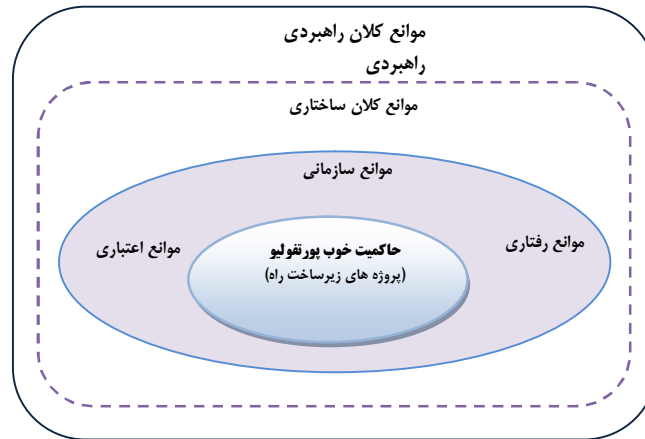 موانع کلان راهبردی
راهبردی
موانع کلان ساختاری
موانع سازمانی
موانع رفتاری
موانع اعتباری
حاکمیت خوب پورتفولیو
(پروژه های زیرساخت راه)